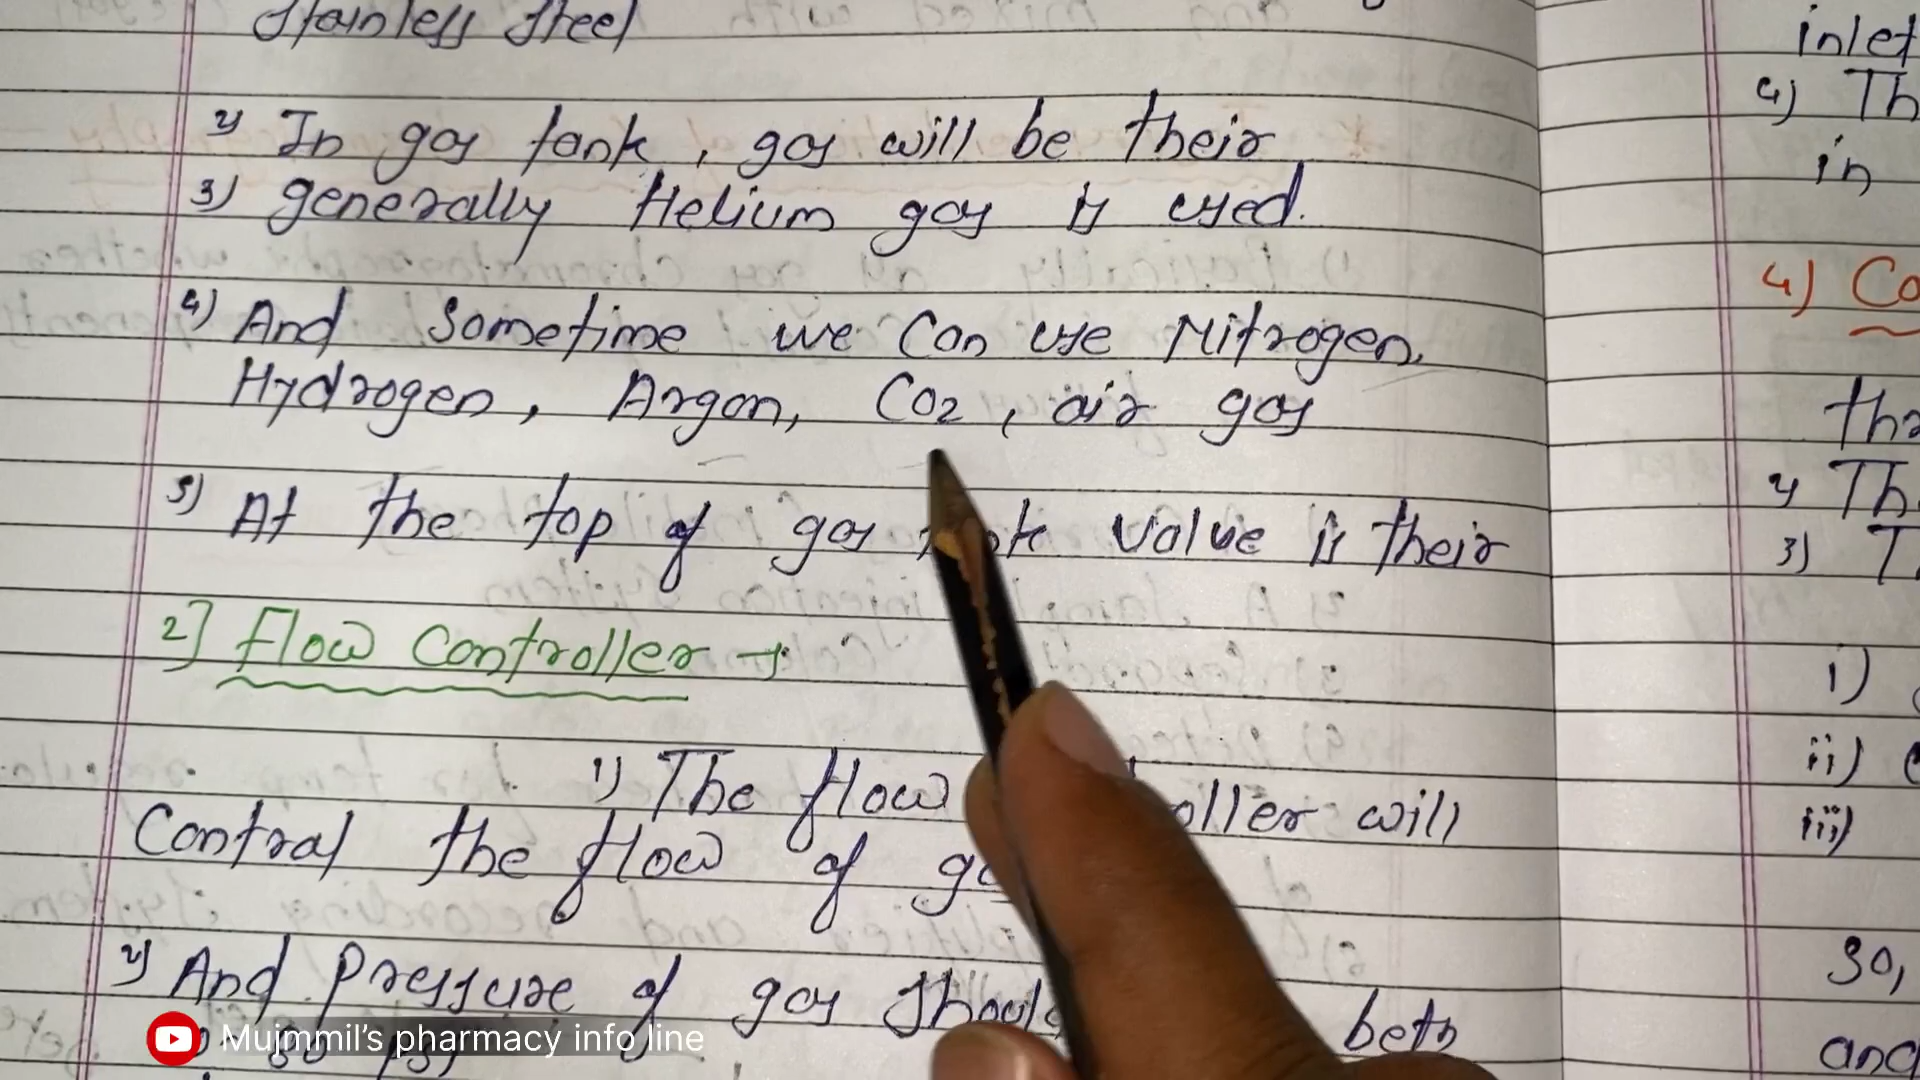 Stainless steel
2) In gas tank, gas will be their
3) generally Helium gas is used.
4) And sometime we can use Nitrogen,
Hydrogen, Argon, CO2, air gas
5) At the top of gas valve is their
2] Flow Controller →
1) The flow will
Control the flow of
2) And pressure of gas
Mujmmil's pharmacy info line
inlet
4) Th
in
4) Co
2) Th
3) T
i)
ii)
iii)
30,
and